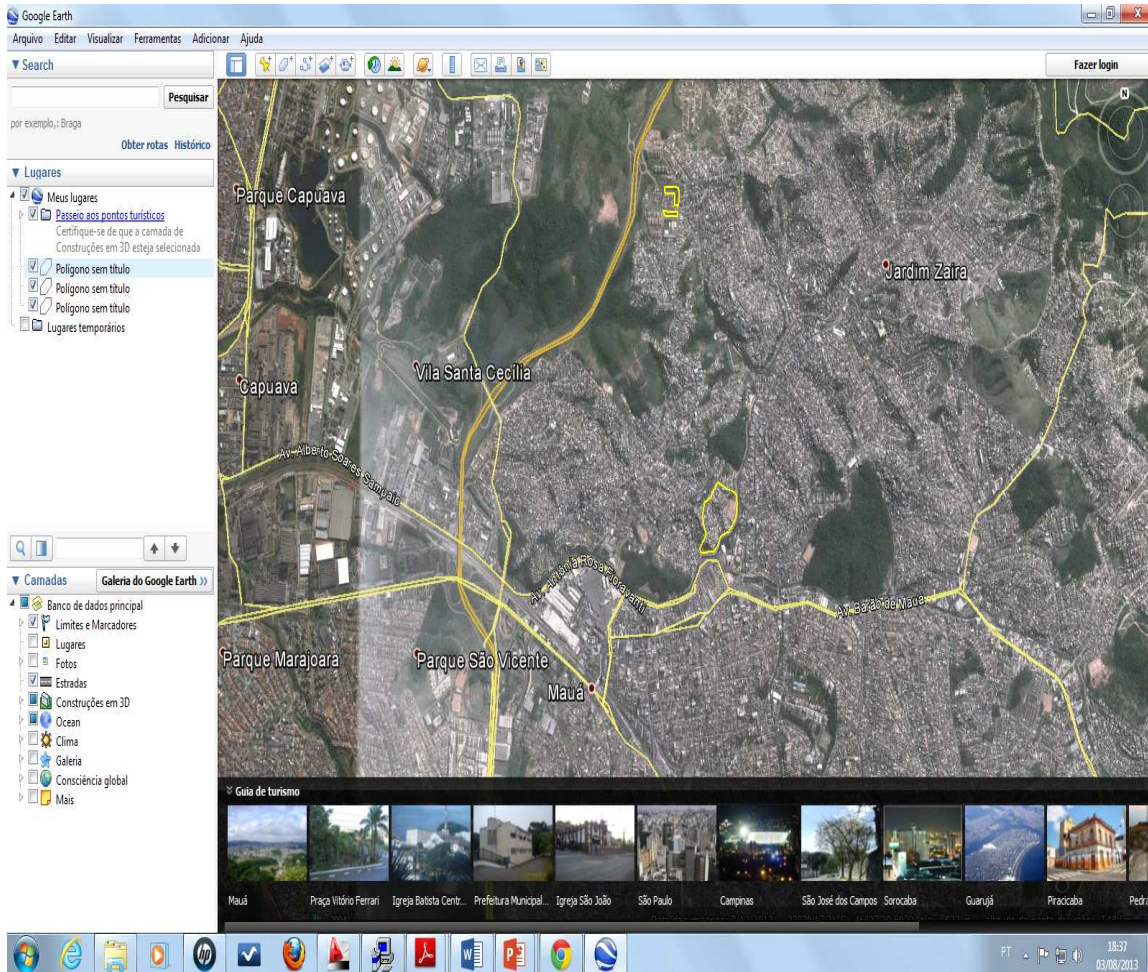 Google Earth
Arquivo Editar Visualizar Ferramentas Adicionar Ajuda
▼ Search
Pesquisar
por exemplo,: Braga
Obter rotas Histórico
▼ Lugares
Meus lugares
Passeio aos pontos turísticos
Certifique-se de que a camada de
Construções em 3D esteja selecionada
Polígono sem título
Polígono sem título
Polígono sem título
Lugares temporários
▼ Camadas Galeria do Google Earth >>
Banco de dados principal
Limites e Marcadores
Lugares
Fotos
Estradas
Construções em 3D
Ocean
Clima
Galeria
Consciência global
Mais
Fazer login
N
Parque Capuava
Jardim Zaira
Vila Santa Cecília
Capuava
Av. Alberto Soares Sampaio
Av. Antônia Rosa Fioravanti
Av. Barão de Mauá
Parque Marajoara
Parque São Vicente
Mauá
Guia de turismo
Mauá Praça Vitório Ferrari Igreja Batista Centr... Prefeitura Municipal... Igreja São João São Paulo Campinas São José dos Campos Sorocaba Guarujá Piracicaba Pedra
PT 18:37
03/08/2013